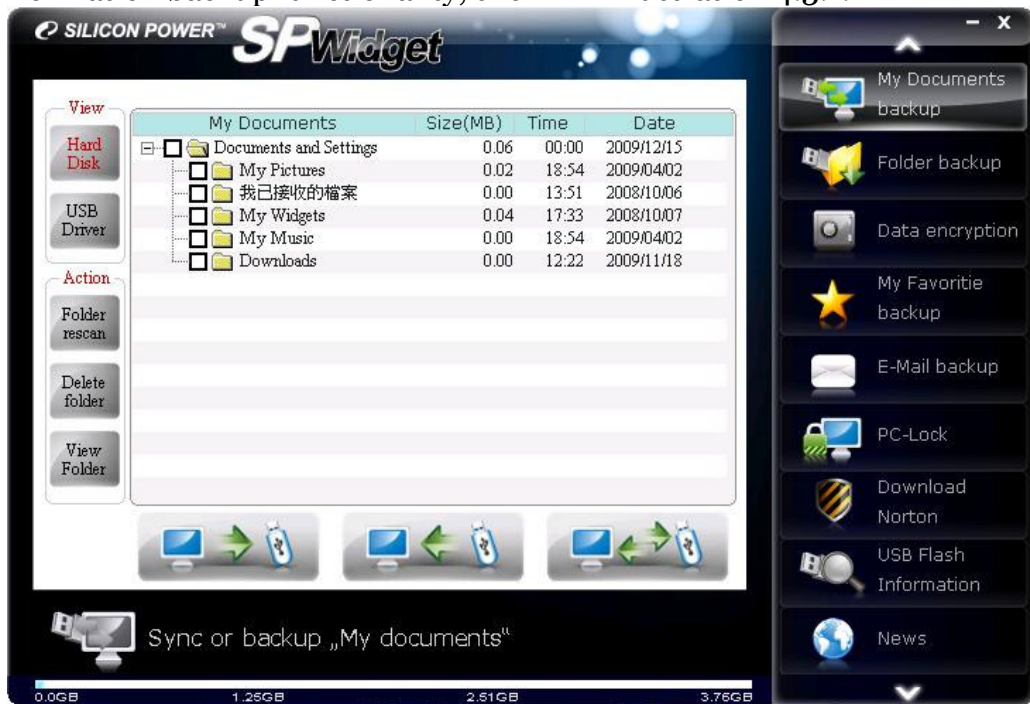 SILICON POWER™ SPWidget
- X
View
Hard
Disk
USB
Driver
Action
Folder
rescan
Delete
folder
View
Folder
My Documents Size(MB) Time Date
Documents and Settings 0.06 00:00 2009/12/15
My Pictures 0.02 18:54 2009/04/02
我已接收的檔案 0.00 13:51 2008/10/06
My Widgets 0.04 17:33 2008/10/07
My Music 0.00 18:54 2009/04/02
Downloads 0.00 12:22 2009/11/18
Sync or backup „My documents"
0.0GB 1.25GB 2.51GB 3.76GB
My Documents
backup
Folder backup
Data encryption
My Favoritie
backup
E-Mail backup
PC-Lock
Download
Norton
USB Flash
Information
News